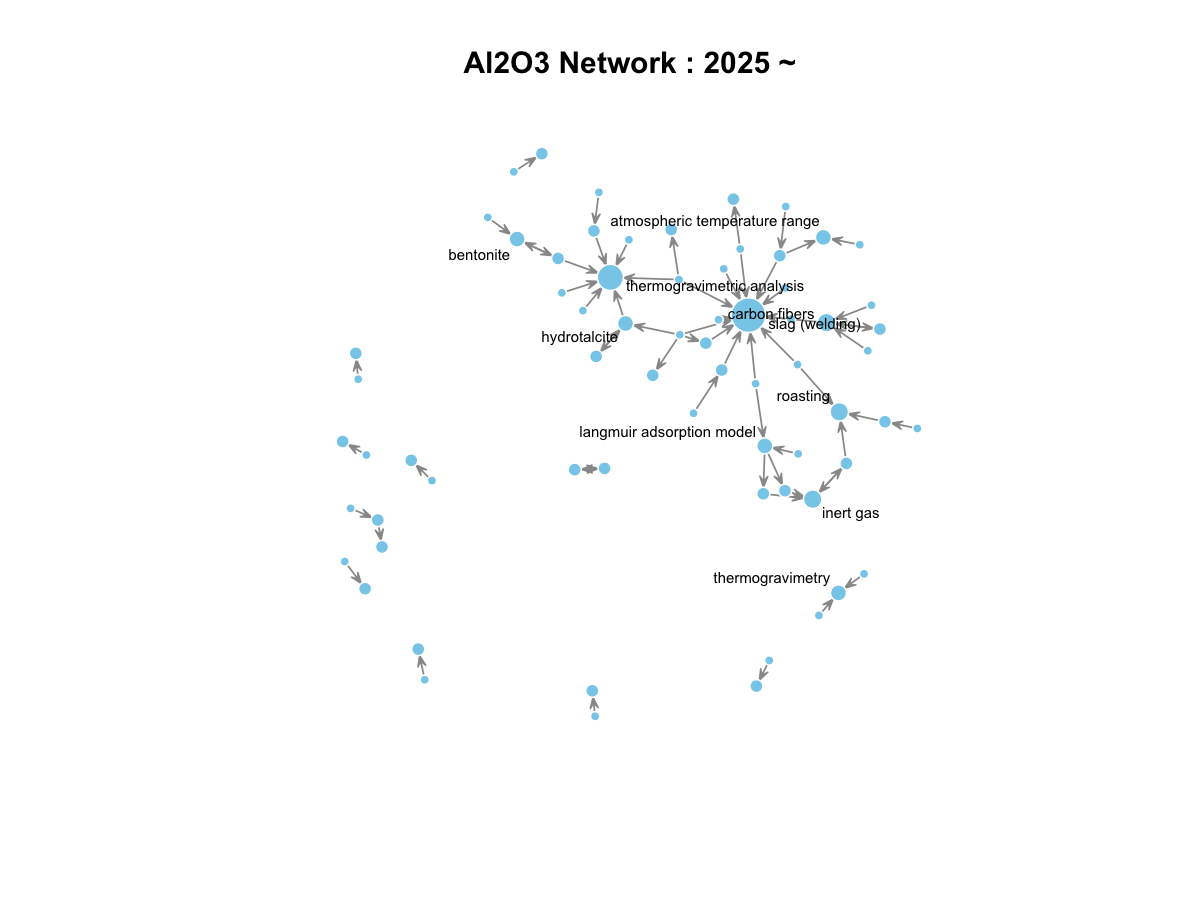 Al2O3 Network : 2025 ~
atmospheric temperature range
bentonite
thermogravimetric analysis
carbon fibers
slag (welding)
hydrotalcite
roasting
langmuir adsorption model
inert gas
thermogravimetry